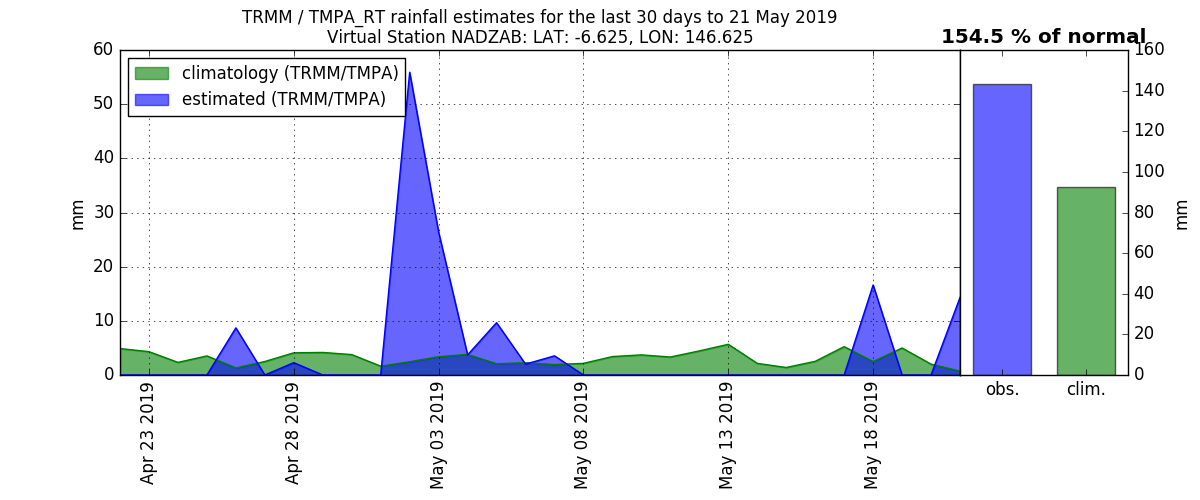 TRMM / TMPA_RT rainfall estimates for the last 30 days to 21 May 2019
Virtual Station NADZAB: LAT: -6.625, LON: 146.625
154.5 % of normal
climatology (TRMM/TMPA)
estimated (TRMM/TMPA)
60
50
40
30
20
10
0
mm
Apr 23 2019
Apr 28 2019
May 03 2019
May 08 2019
May 13 2019
May 18 2019
160
140
120
100
80
60
40
20
0
mm
obs.
clim.